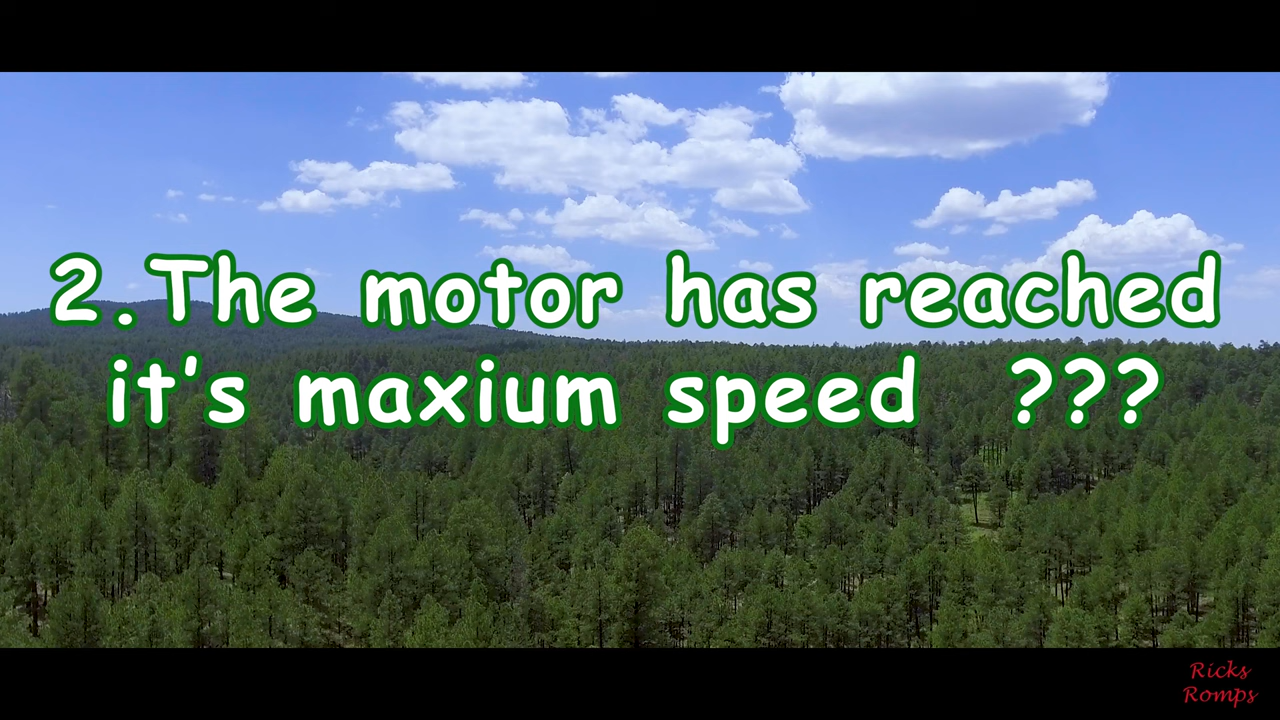 2.The motor has reached
it's maxium speed ???
Ricks
Romps